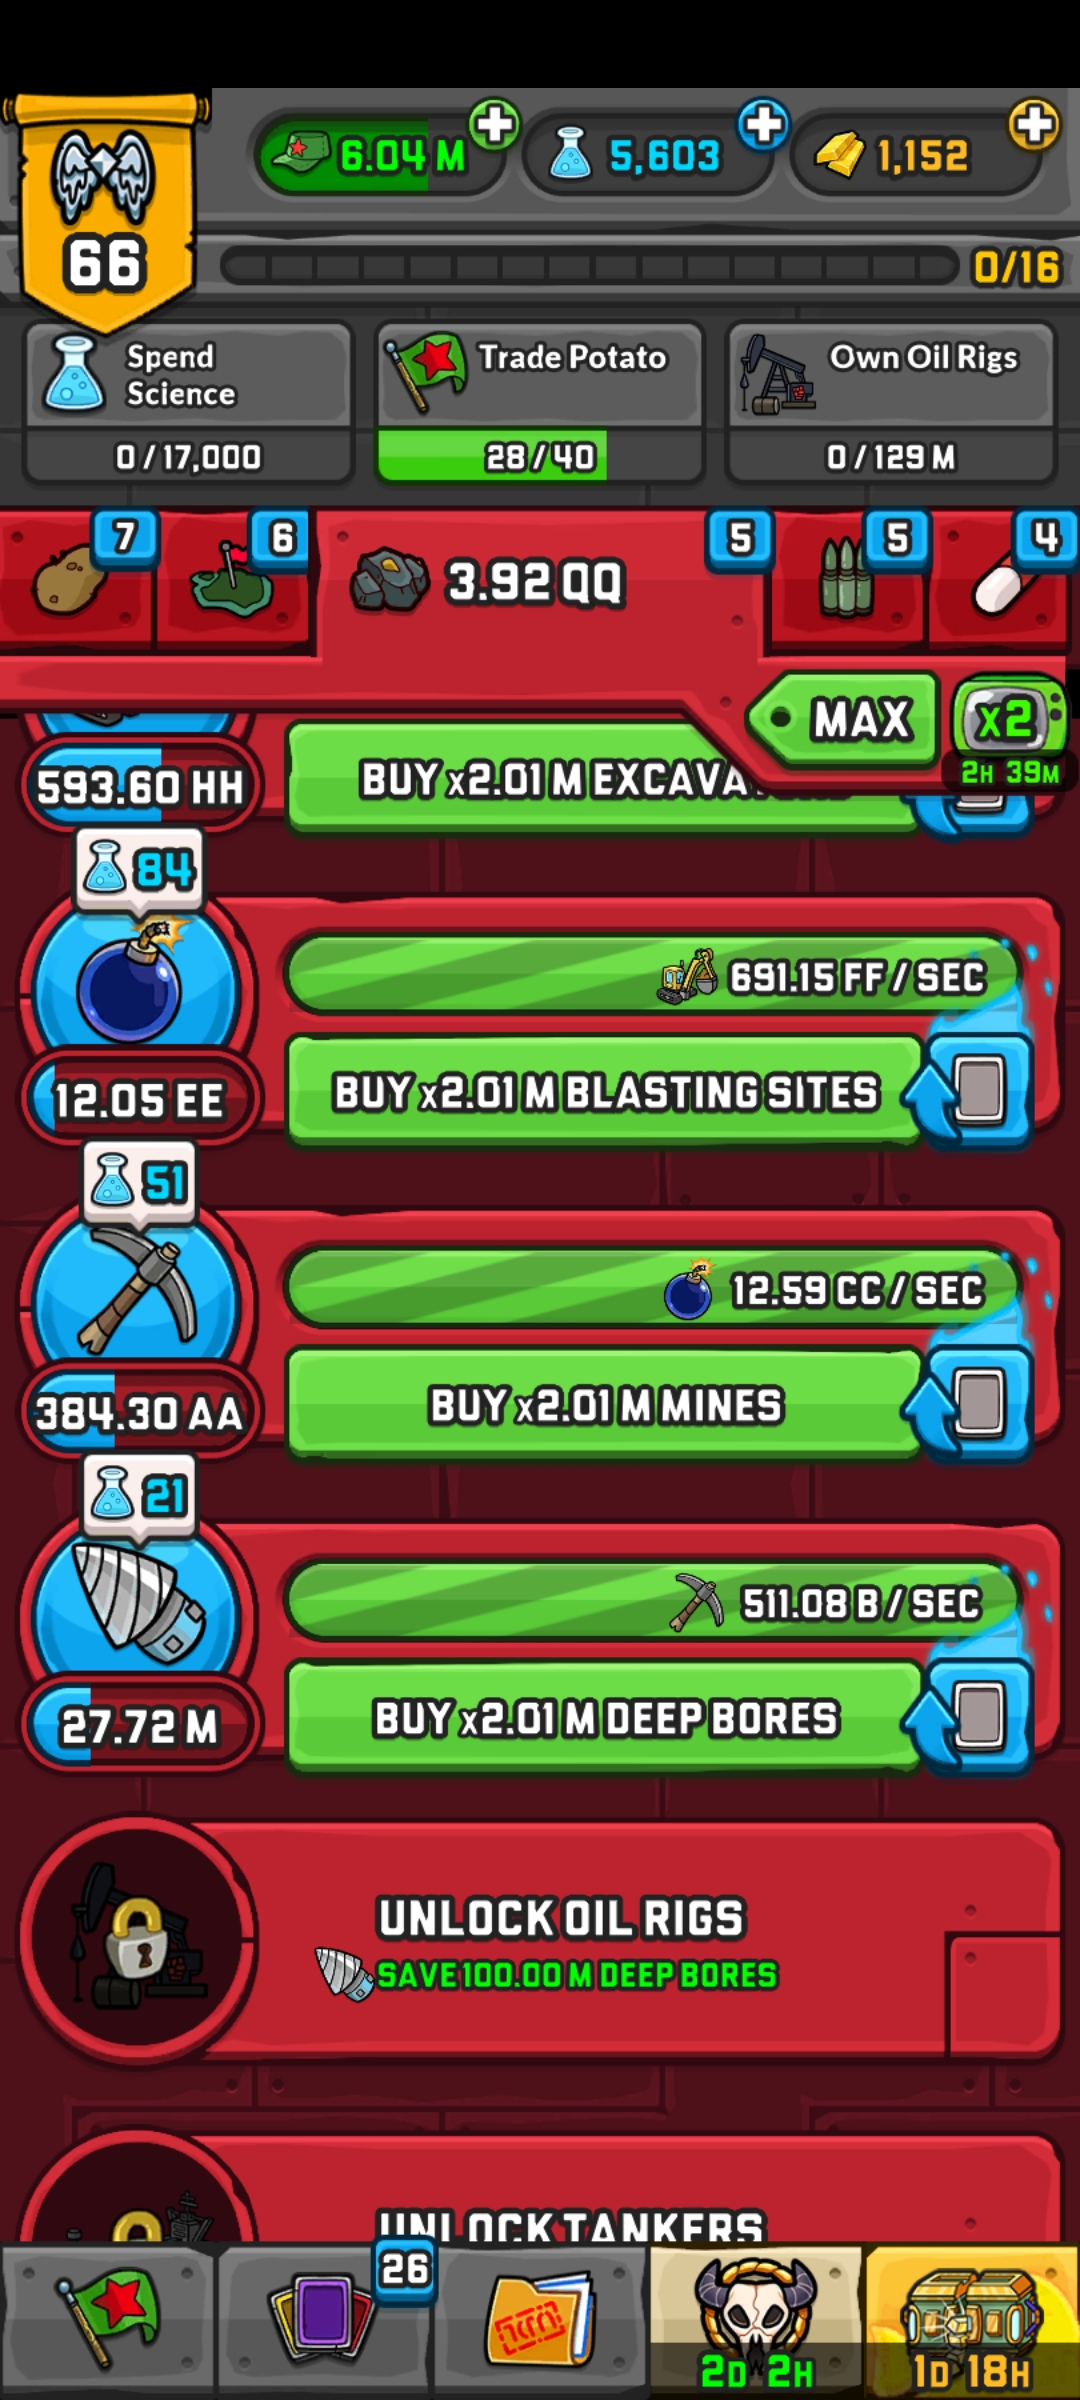 6.04 M
5,603
1,152
66
0/16
Spend
Science
Trade Potato
Own Oil Rigs
0/17,000
28/40
0/129 M
7
6
3.92 QQ
5
5
4
MAX
x2
2H 39M
593.60 HH
BUY x2.01 M
84
691.15 FF/SEC
12.05 EE
BUY x2.01 M BLASTING SITES
51
12.59 CC/SEC
384.30 AA
BUY x2.01 M MINES
21
511.08 B/SEC
27.72 M
BUY x2.01 M DEEP BORES
UNLOCK OIL RIGS
SAVE 100.00 M DEEP BORES
UNLOCK TANKERS
26
2D 2H
1D 18H